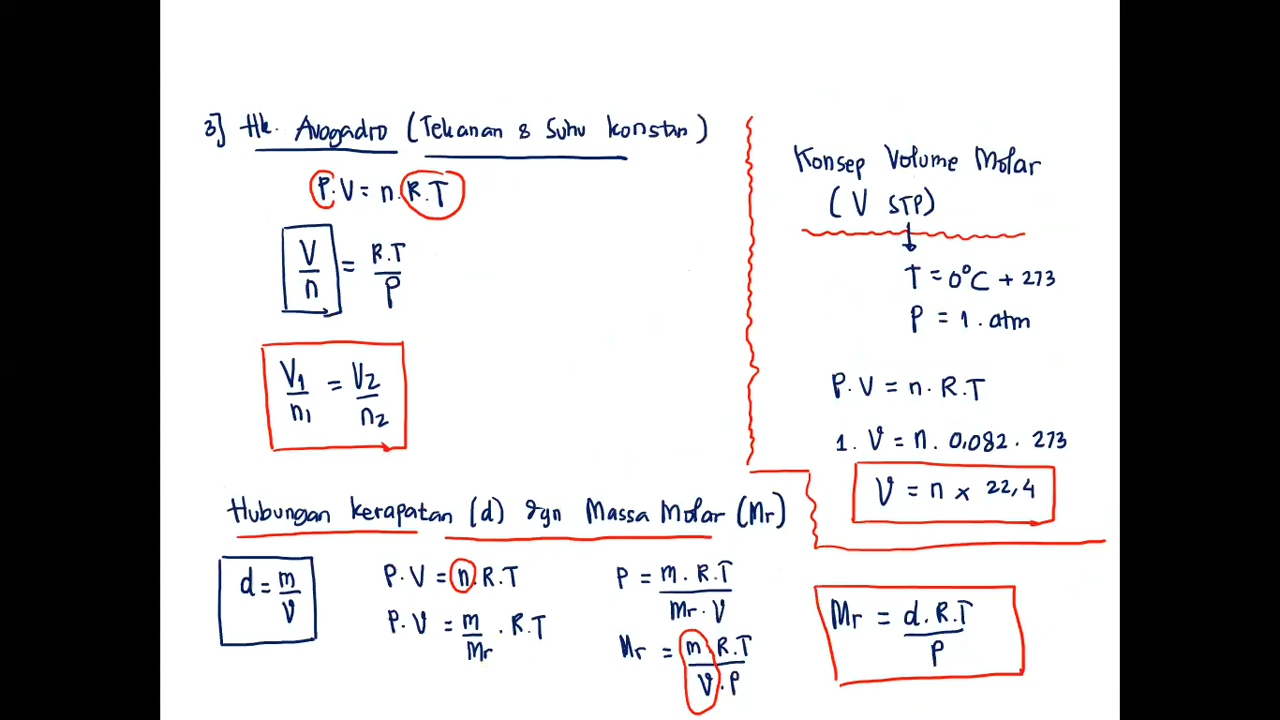 3] Hk. Avogadro (Tekanan & Suhu konstan)
P.V = n.R.T
V/n = R.T/P
V1/n1 = V2/n2
Konsep Volume Molar
(V STP)
T = 0°C + 273
P = 1.atm
P.V = n.R.T
1.V = n. 0,082 . 273
V = n x 22,4
Hubungan kerapatan (d) dgn Massa Molar (Mr)
d = m/V
P.V = n.R.T
P.V = m/Mr . R.T
P = m.R.T/Mr.V
Mr = m.R.T/V.P
Mr = d.R.T/P